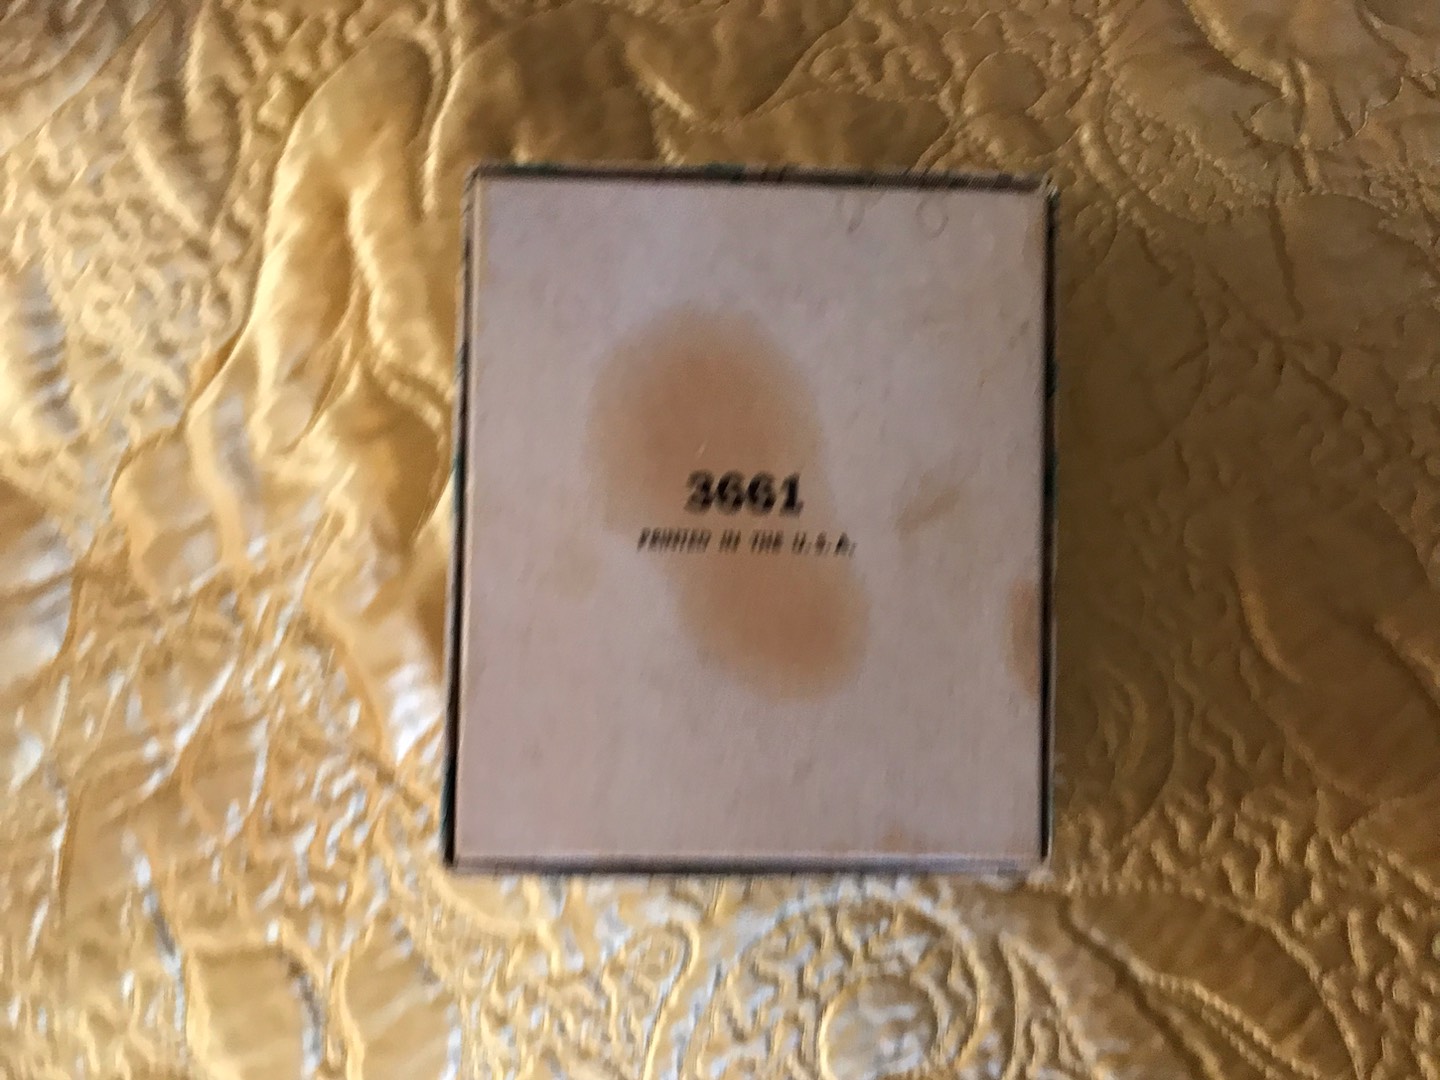 3661
PRINTED IN THE U.S.A.